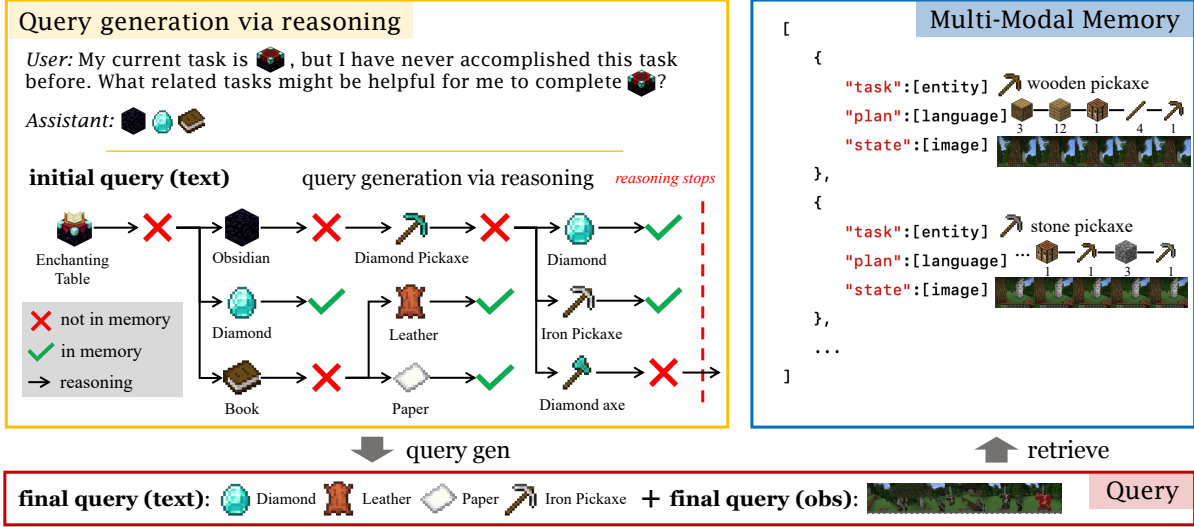 Query generation via reasoning
User: My current task is , but I have never accomplished this task
before. What related tasks might be helpful for me to complete ?
Assistant:
initial query (text)
query generation via reasoning
reasoning stops
Enchanting
Table
Obsidian
Diamond Pickaxe
Diamond
Diamond
Leather
Iron Pickaxe
Book
Paper
Diamond axe
not in memory
in memory
reasoning
Multi-Modal Memory
[
{
"task":[entity] wooden pickaxe
"plan":[language]
3 12 1 4 1
"state":[image]
},
{
"task":[entity] stone pickaxe
"plan":[language] ...
1 1 3 1
"state":[image]
},
...
]
query gen
retrieve
final query (text): Diamond Leather Paper Iron Pickaxe + final query (obs):
Query